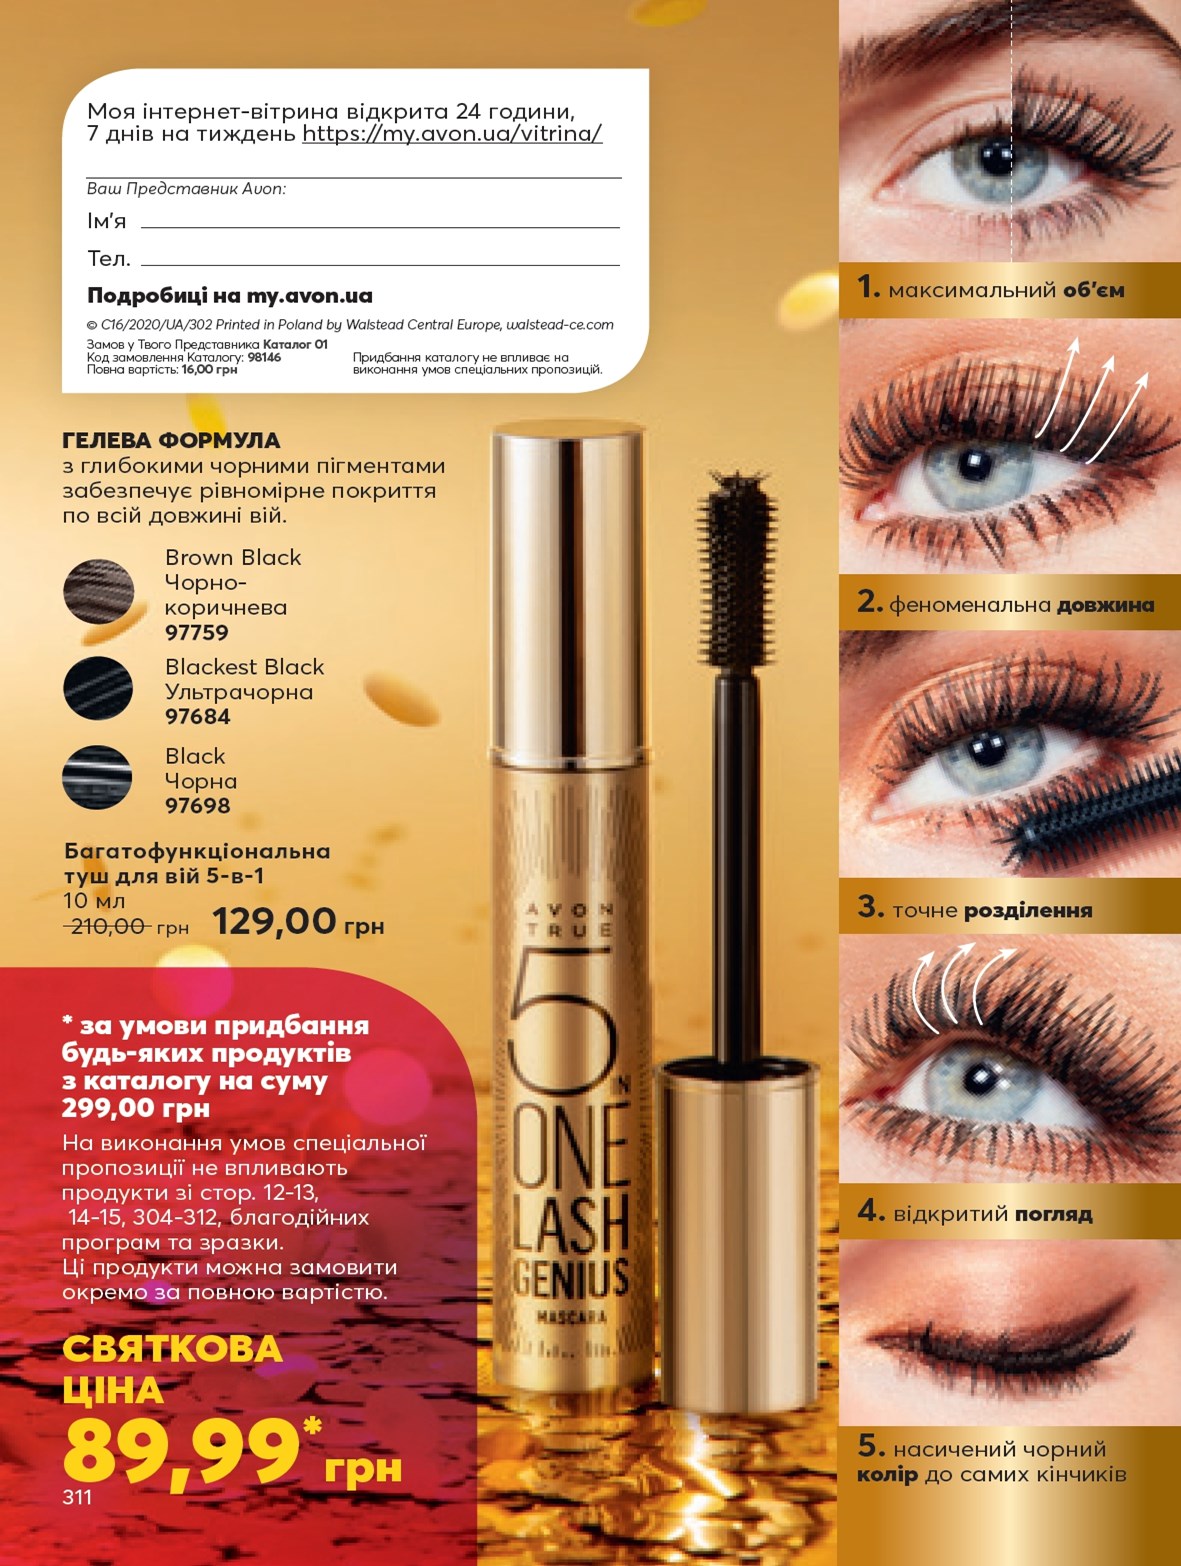 Моя інтернет-вітрина відкрита 24 години,
7 днів на тиждень https://my.avon.ua/vitrina/
Ваш Представник Avon:
Ім'я
Тел.
Подробиці на my.avon.ua
© C16/2020/UA/302 Printed in Poland by Walstead Central Europe, walstead-ce.com
Замов у Твого Представника Каталог 01
Код замовлення Каталогу: 98146
Повна вартість: 16,00 грн
Придбання каталогу не впливає на
виконання умов спеціальних пропозицій.
ГЕЛЕВА ФОРМУЛА
з глибокими чорними пігментами
забезпечує рівномірне покриття
по всій довжині вій.
Brown Black
Чорно-
коричнева
97759
Blackest Black
Ультрачорна
97684
Black
Чорна
97698
Багатофункціональна
туш для вій 5-в-1
10 мл
210,00 грн 129,00 грн
* за умови придбання
будь-яких продуктів
з каталогу на суму
299,00 грн
На виконання умов спеціальної
пропозиції не впливають
продукти зі стор. 12-13,
14-15, 304-312, благодійних
програм та зразки.
Ці продукти можна замовити
окремо за повною вартістю.
СВЯТКОВА
ЦІНА
89,99* грн
311
AVON
TRUE
5
IN
ONE
LASH
GENIUS
MASCARA
1. максимальний об'єм
2. феноменальна довжина
3. точне розділення
4. відкритий погляд
5. насичений чорний
колір до самих кінчиків